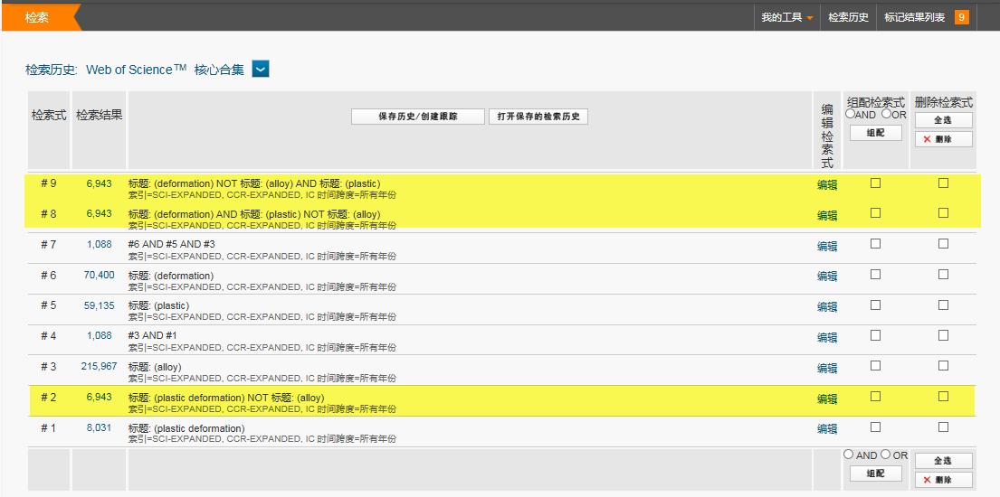 检索
我的工具 检索历史 标记结果列表 9
检索历史: Web of Science™ 核心合集
检索式 检索结果 保存历史/创建跟踪 打开保存的检索历史 编辑检索式 组配检索式 删除检索式
AND OR 全选
组配 删除
# 9 6,943 标题: (deformation) NOT 标题: (alloy) AND 标题: (plastic) 编辑
索引=SCI-EXPANDED, CCR-EXPANDED, IC 时间跨度=所有年份
# 8 6,943 标题: (deformation) AND 标题: (plastic) NOT 标题: (alloy) 编辑
索引=SCI-EXPANDED, CCR-EXPANDED, IC 时间跨度=所有年份
# 7 1,088 #6 AND #5 AND #3 编辑
索引=SCI-EXPANDED, CCR-EXPANDED, IC 时间跨度=所有年份
# 6 70,400 标题: (deformation) 编辑
索引=SCI-EXPANDED, CCR-EXPANDED, IC 时间跨度=所有年份
# 5 59,135 标题: (plastic) 编辑
索引=SCI-EXPANDED, CCR-EXPANDED, IC 时间跨度=所有年份
# 4 1,088 #3 AND #1 编辑
索引=SCI-EXPANDED, CCR-EXPANDED, IC 时间跨度=所有年份
# 3 215,967 标题: (alloy) 编辑
索引=SCI-EXPANDED, CCR-EXPANDED, IC 时间跨度=所有年份
# 2 6,943 标题: (plastic deformation) NOT 标题: (alloy) 编辑
索引=SCI-EXPANDED, CCR-EXPANDED, IC 时间跨度=所有年份
# 1 8,031 标题: (plastic deformation) 编辑
索引=SCI-EXPANDED, CCR-EXPANDED, IC 时间跨度=所有年份
AND OR 全选
组配 删除